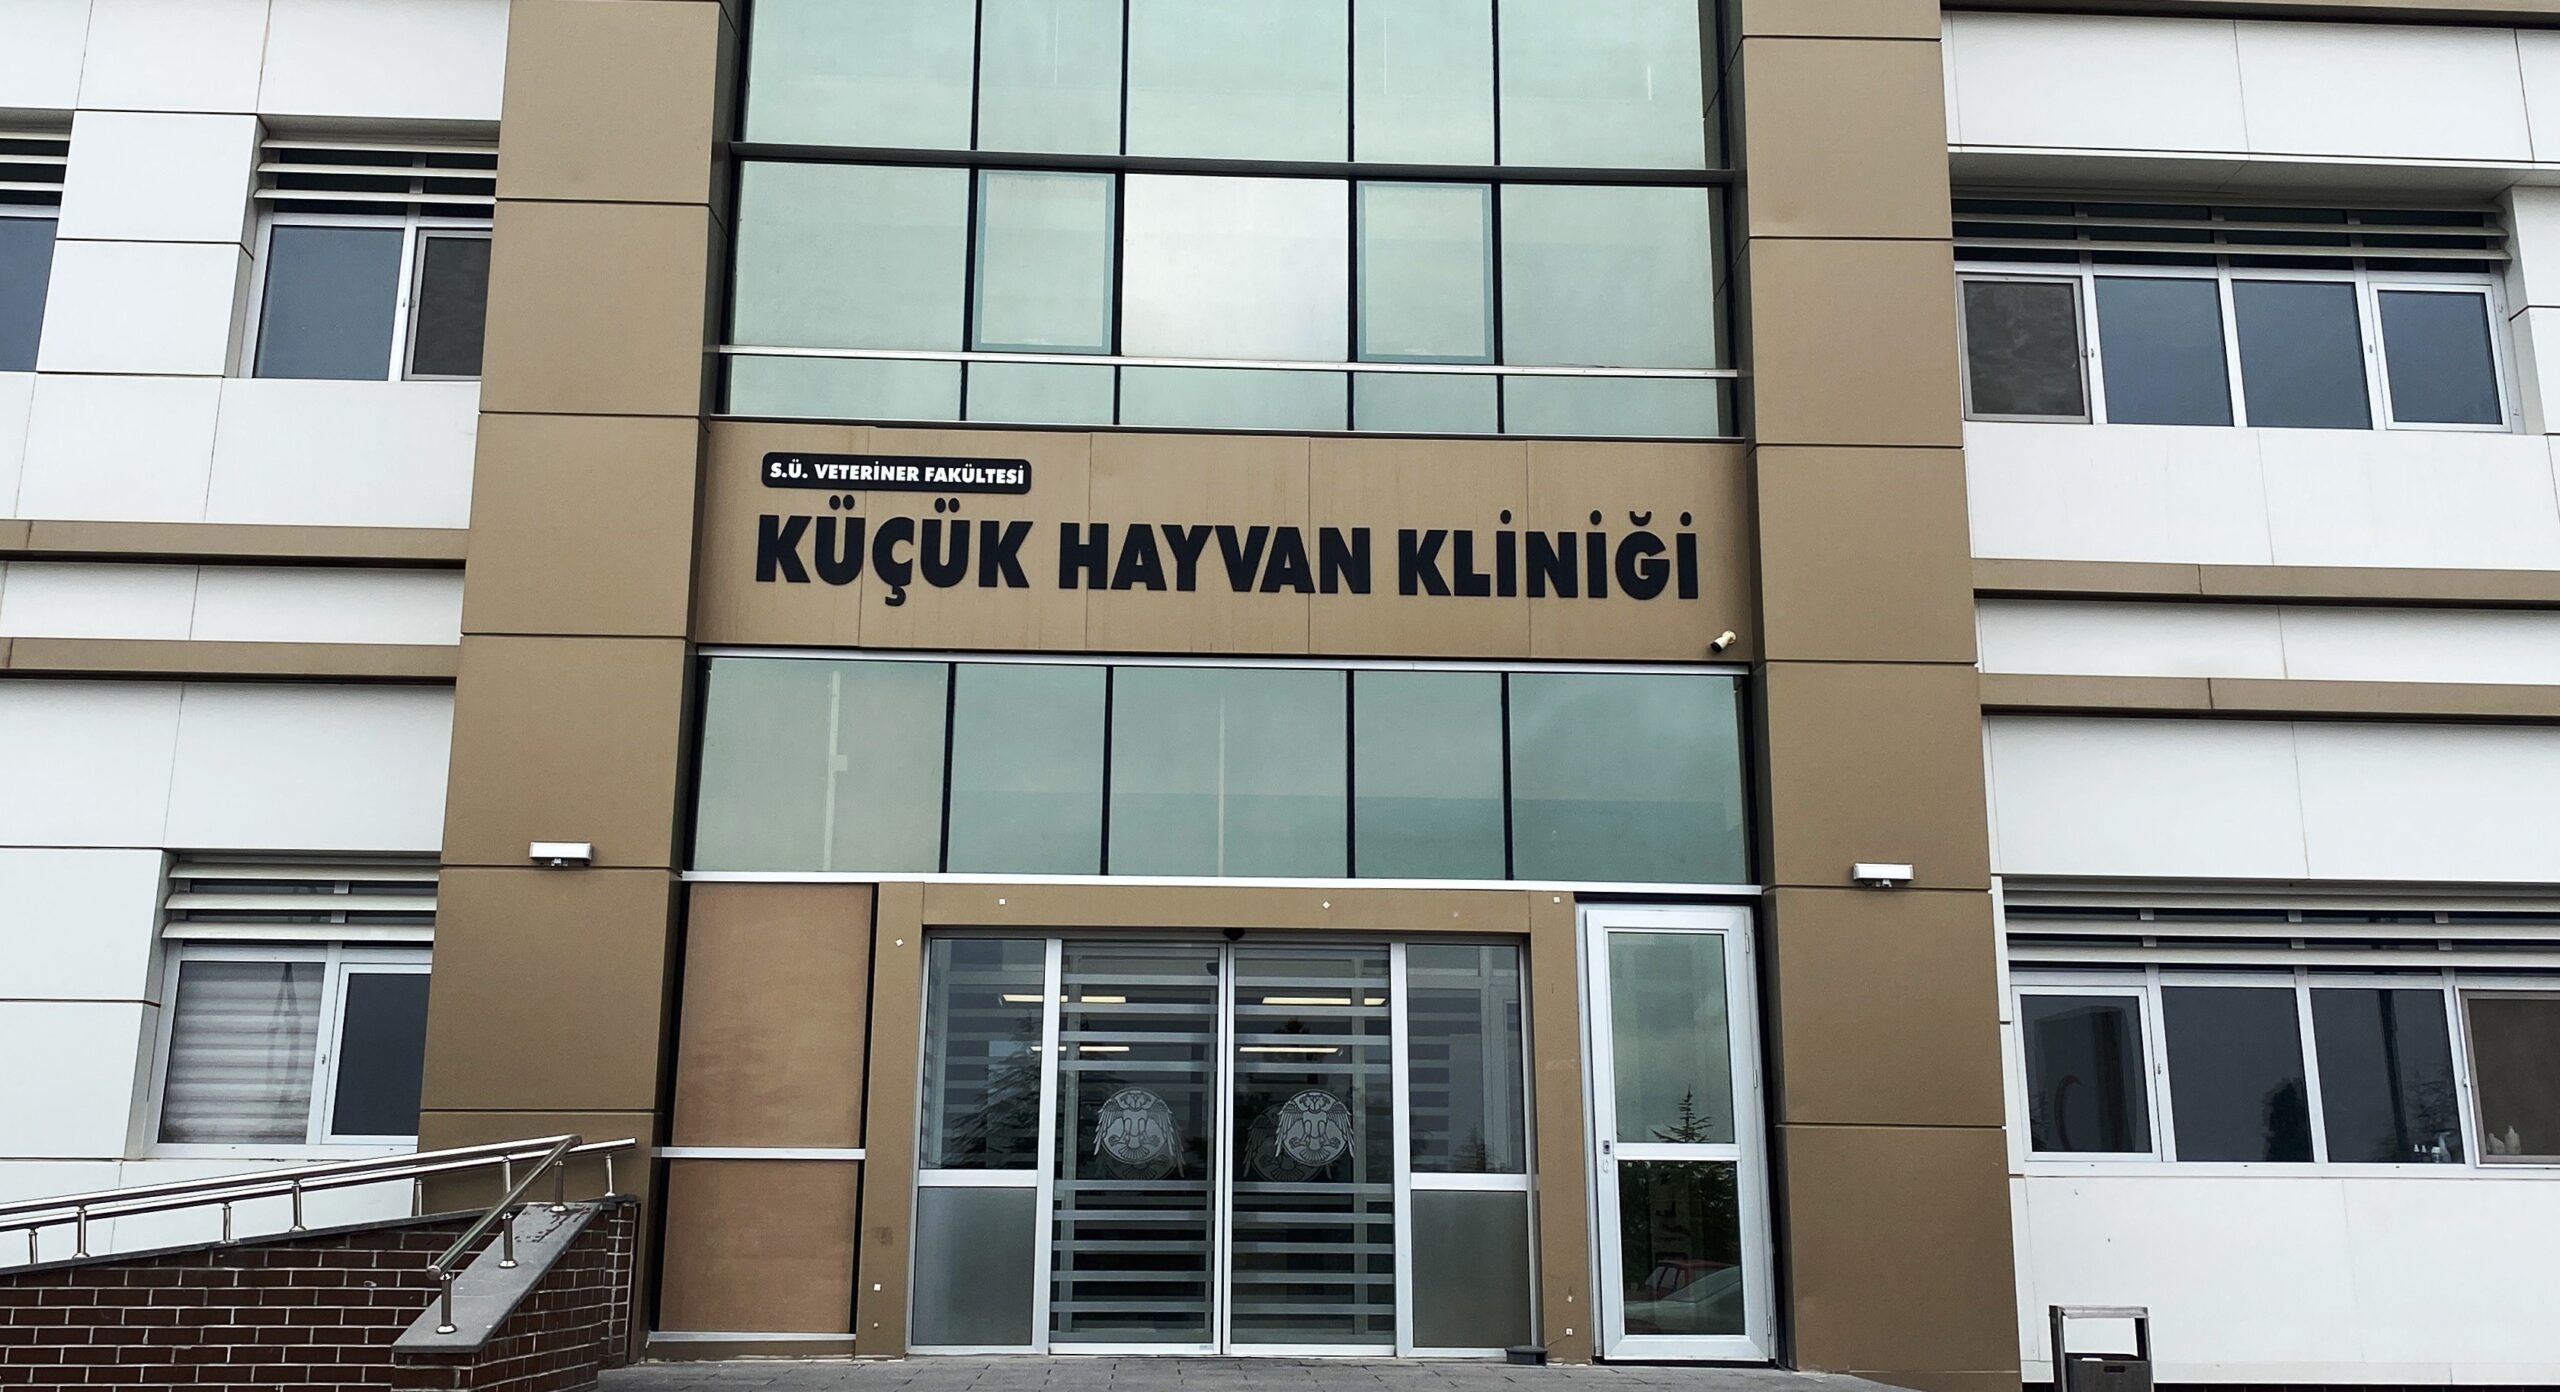 S.Ü. VETERİNER FAKÜLTESİ
KÜÇÜK HAYVAN KLİNİĞİ